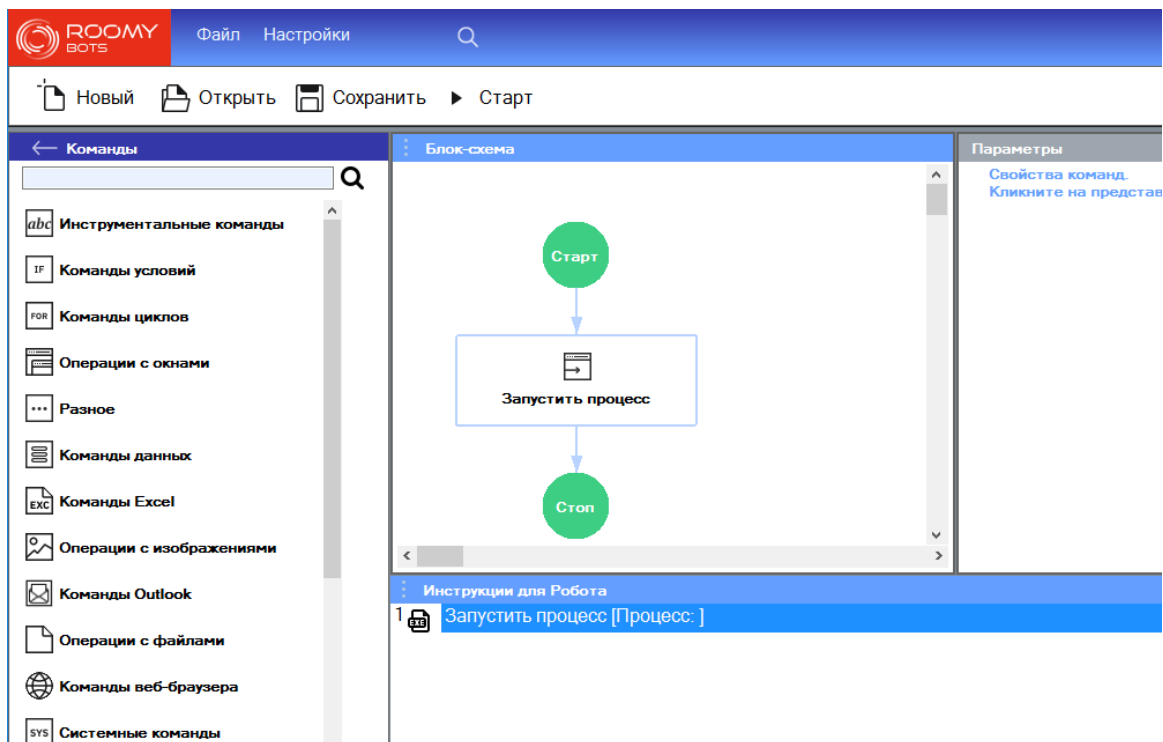 ROOMY
BOTS
Файл Настройки
Новый Открыть Сохранить Старт
Команды
abc Инструментальные команды
IF Команды условий
FOR Команды циклов
Операции с окнами
Разное
Команды данных
EXC Команды Excel
Операции с изображениями
Команды Outlook
Операции с файлами
Команды веб-браузера
SYS Системные команды
Блок-схема
Старт
Запустить процесс
Стоп
Параметры
Свойства команд.
Кликните на представ
Инструкции для Робота
1 EXE Запустить процесс [Процесс: ]